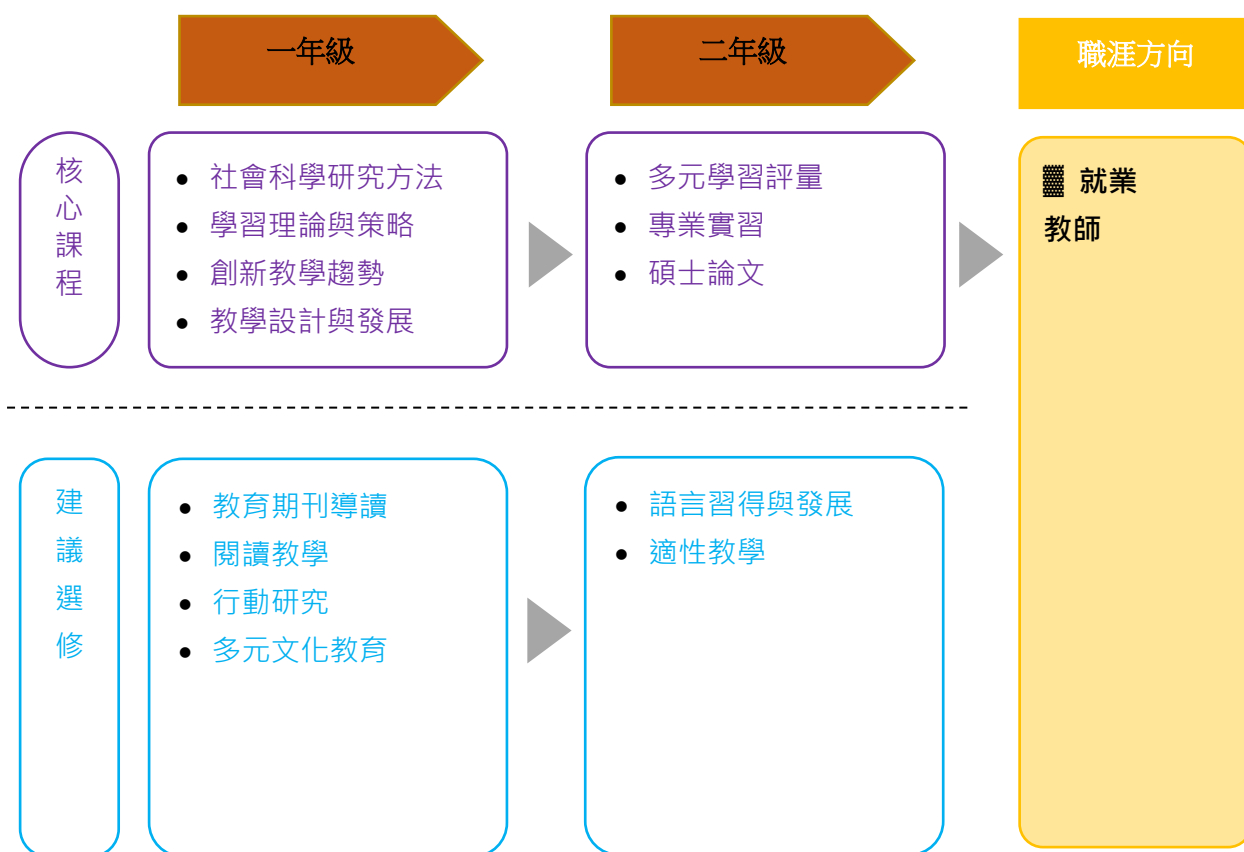 一年級
二年級
職涯方向
核心課程
社會科學研究方法
學習理論與策略
創新教學趨勢
教學設計與發展
多元學習評量
專業實習
碩士論文
▓ 就業
教師
建議選修
教育期刊導讀
閱讀教學
行動研究
多元文化教育
語言習得與發展
適性教學